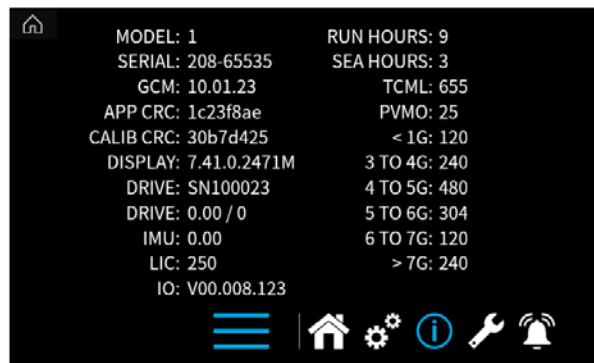 MODEL: 1 RUN HOURS: 9
SERIAL: 208-65535 SEA HOURS: 3
GCM: 10.01.23 TCML: 655
APP CRC: 1c23f8ae PVMO: 25
CALIB CRC: 30b7d425 < 1G: 120
DISPLAY: 7.41.0.2471M 3 TO 4G: 240
DRIVE: SN100023 4 TO 5G: 480
DRIVE: 0.00 / 0 5 TO 6G: 304
IMU: 0.00 6 TO 7G: 120
LIC: 250 > 7G: 240
IO: V00.008.123